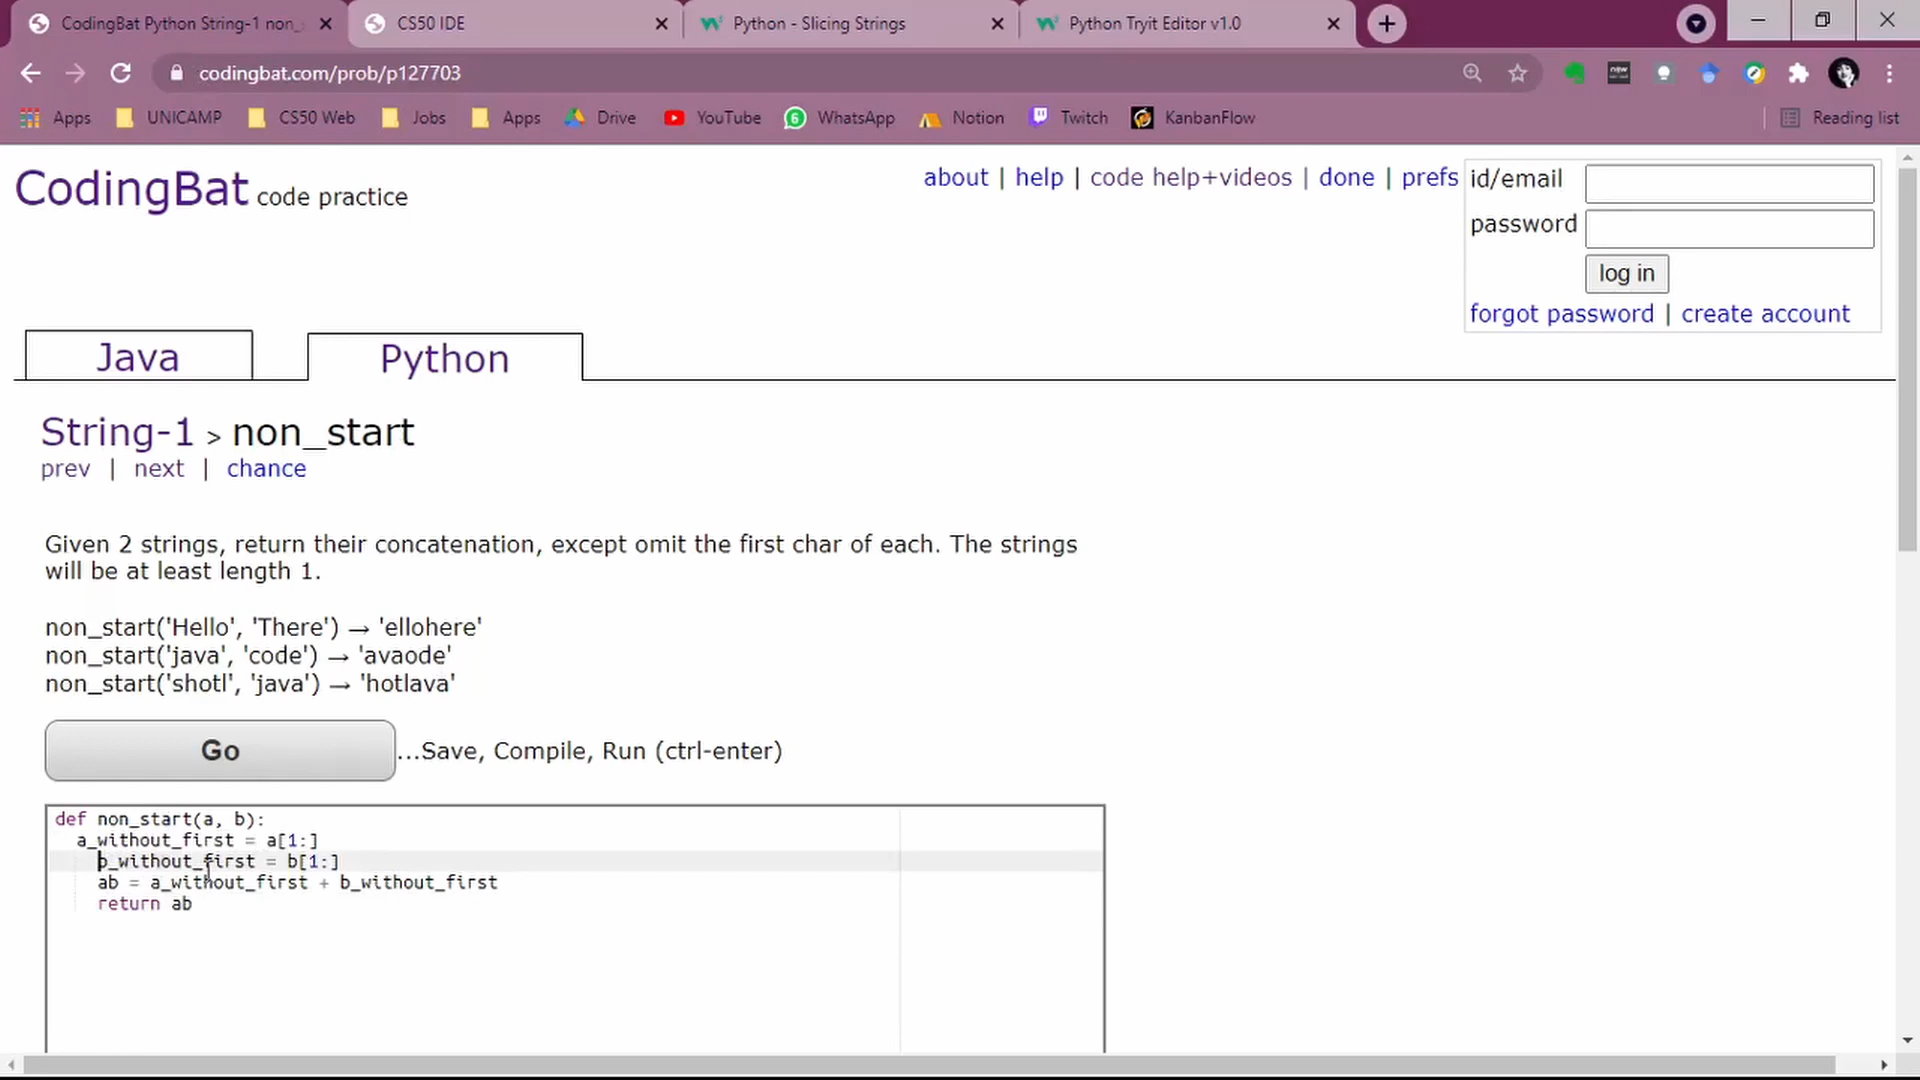 CodingBat Python String-1 non_
CS50 IDE
Python - Slicing Strings
Python Tryit Editor v1.0
codingbat.com/prob/p127703
Apps
UNICAMP
CS50 Web
Jobs
Apps
Drive
YouTube
WhatsApp
Notion
Twitch
KanbanFlow
Reading list
CodingBat code practice
about | help | code help+videos | done | prefs
id/email
password
log in
forgot password | create account
Java
Python
String-1 > non_start
prev | next | chance
Given 2 strings, return their concatenation, except omit the first char of each. The strings
will be at least length 1.
non_start('Hello', 'There') → 'ellohere'
non_start('java', 'code') → 'avaode'
non_start('shotl', 'java') → 'hotlava'
Go
...Save, Compile, Run (ctrl-enter)
def non_start(a, b):
a_without_first = a[1:]
b_without_first = b[1:]
ab = a_without_first + b_without_first
return ab